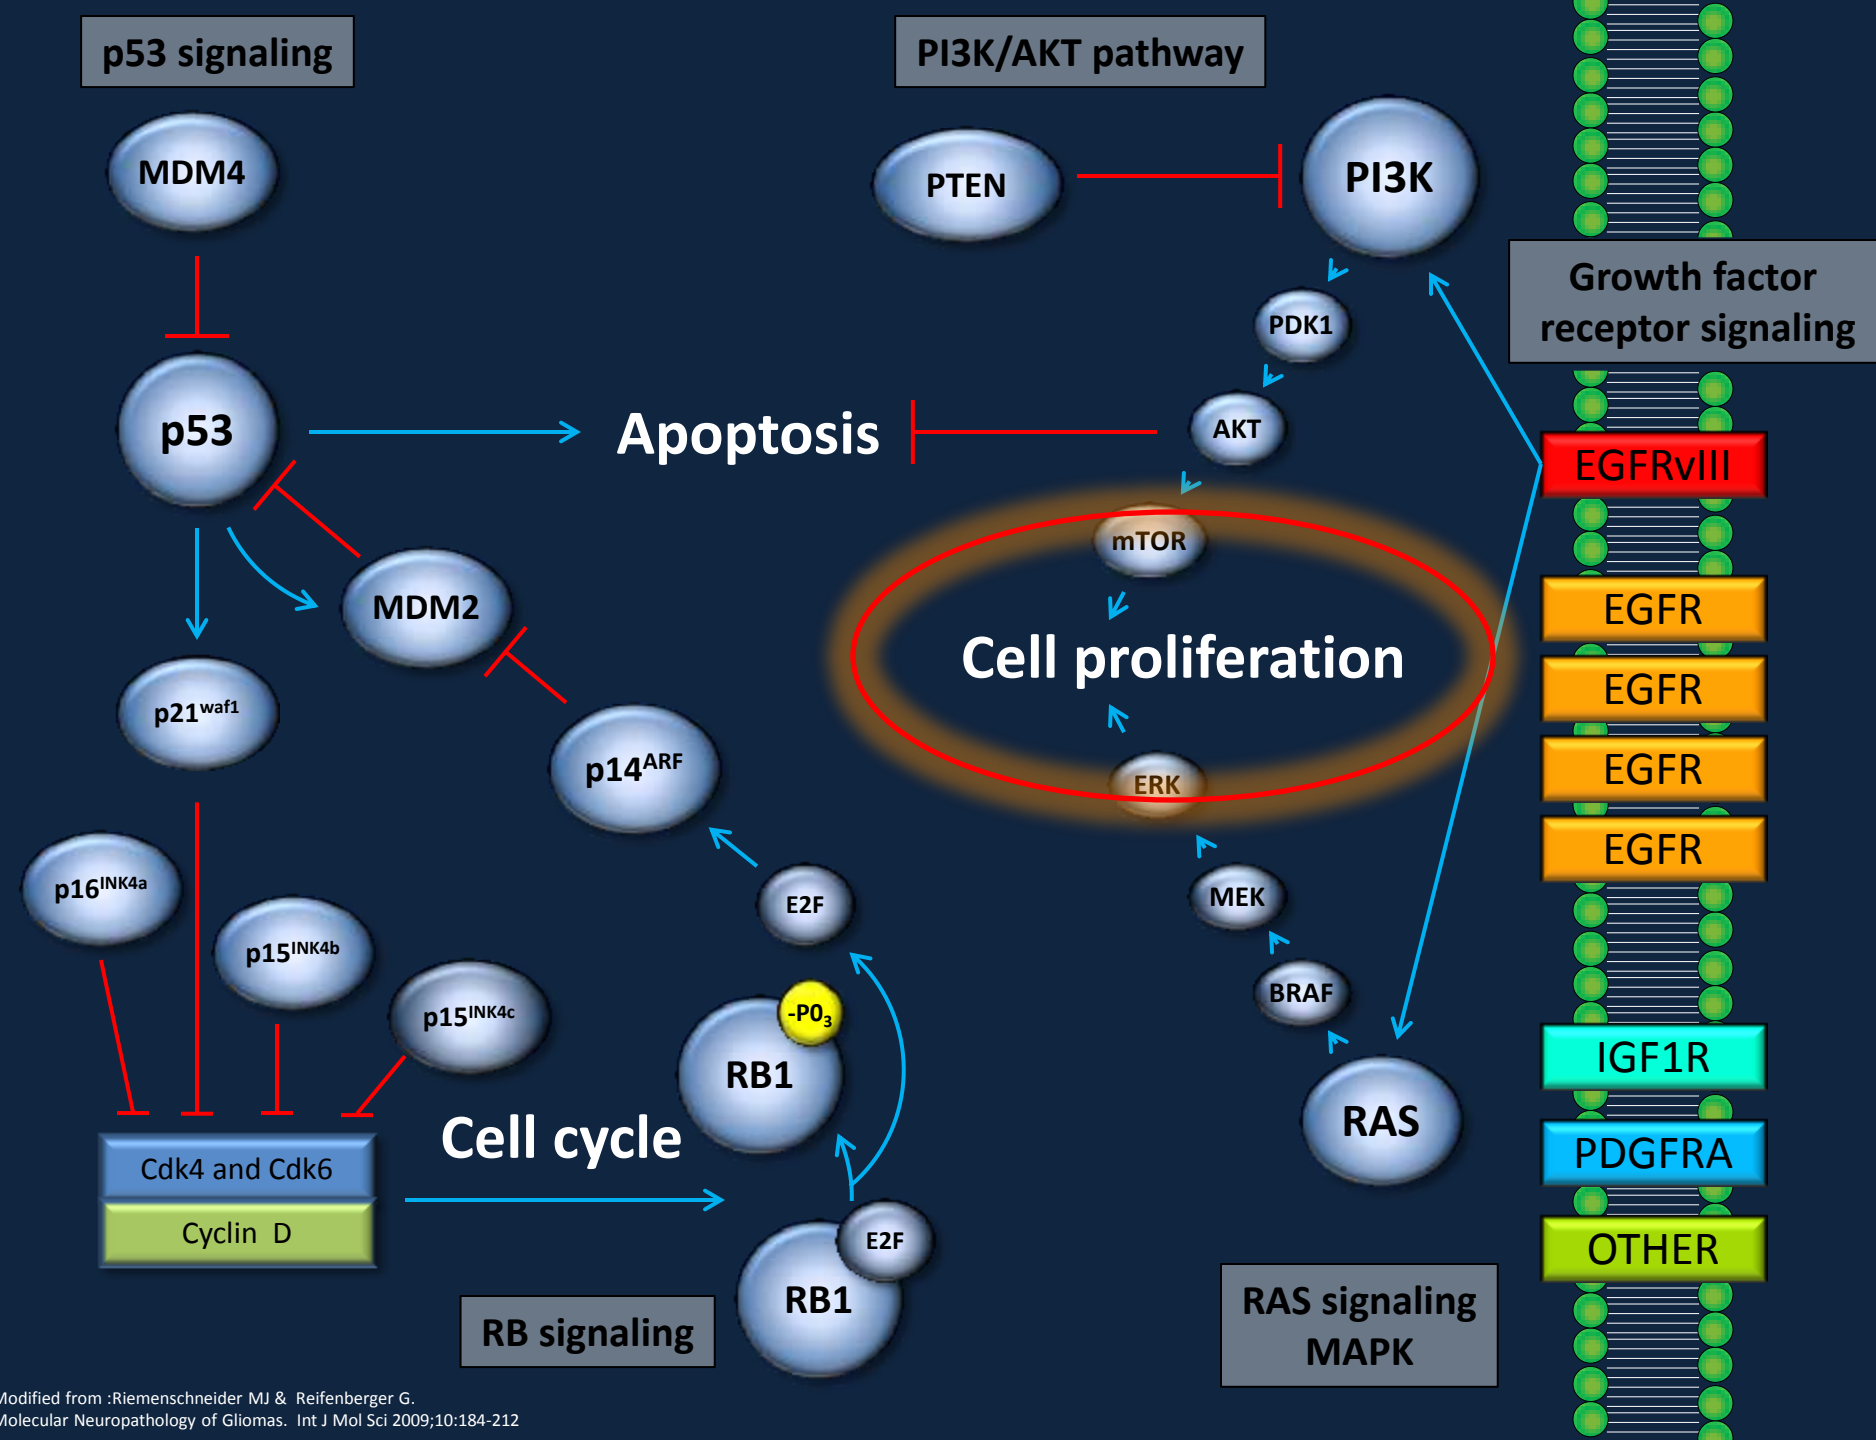 p53 signaling
PI3K/AKT pathway
MDM4
PTEN
PI3K
Growth factor
receptor signaling
PDK1
p53
Apoptosis
AKT
EGFRvIII
mTOR
MDM2
EGFR
Cell proliferation
EGFR
p21waf1
p14ARF
EGFR
ERK
EGFR
p16INK4a
E2F
MEK
p15INK4b
BRAF
p15INK4c
-P03
RB1
IGF1R
Cell cycle
RAS
PDGFRA
Cdk4 and Cdk6
Cyclin D
E2F
OTHER
RB1
RB signaling
RAS signaling
MAPK
Modified from :Riemenschneider MJ & Reifenberger G.
Molecular Neuropathology of Gliomas. Int J Mol Sci 2009;10:184-212